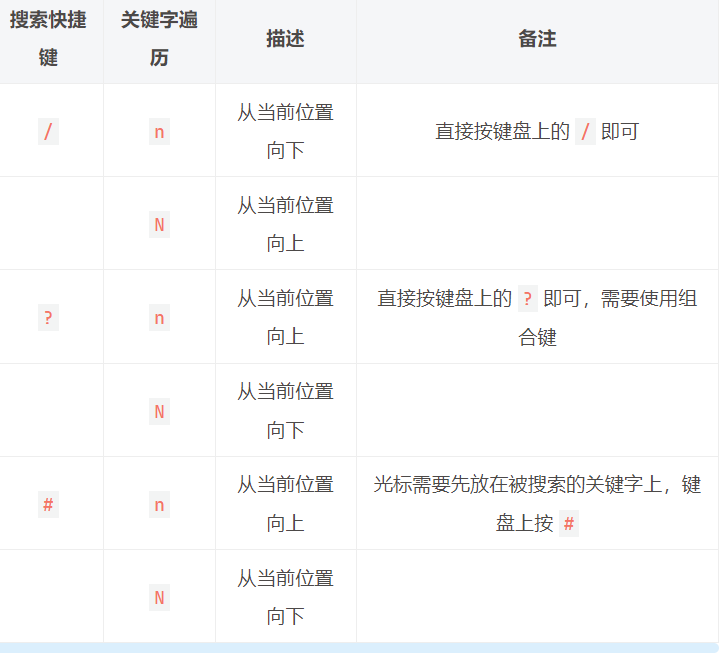 搜索快捷键 关键字遍历 描述 备注
/ n 从当前位置向下 直接按键盘上的 / 即可
N 从当前位置向上
? n 从当前位置向上 直接按键盘上的 ? 即可，需要使用组合键
N 从当前位置向下
# n 从当前位置向上 光标需要先放在被搜索的关键字上，键盘上按 #
N 从当前位置向下